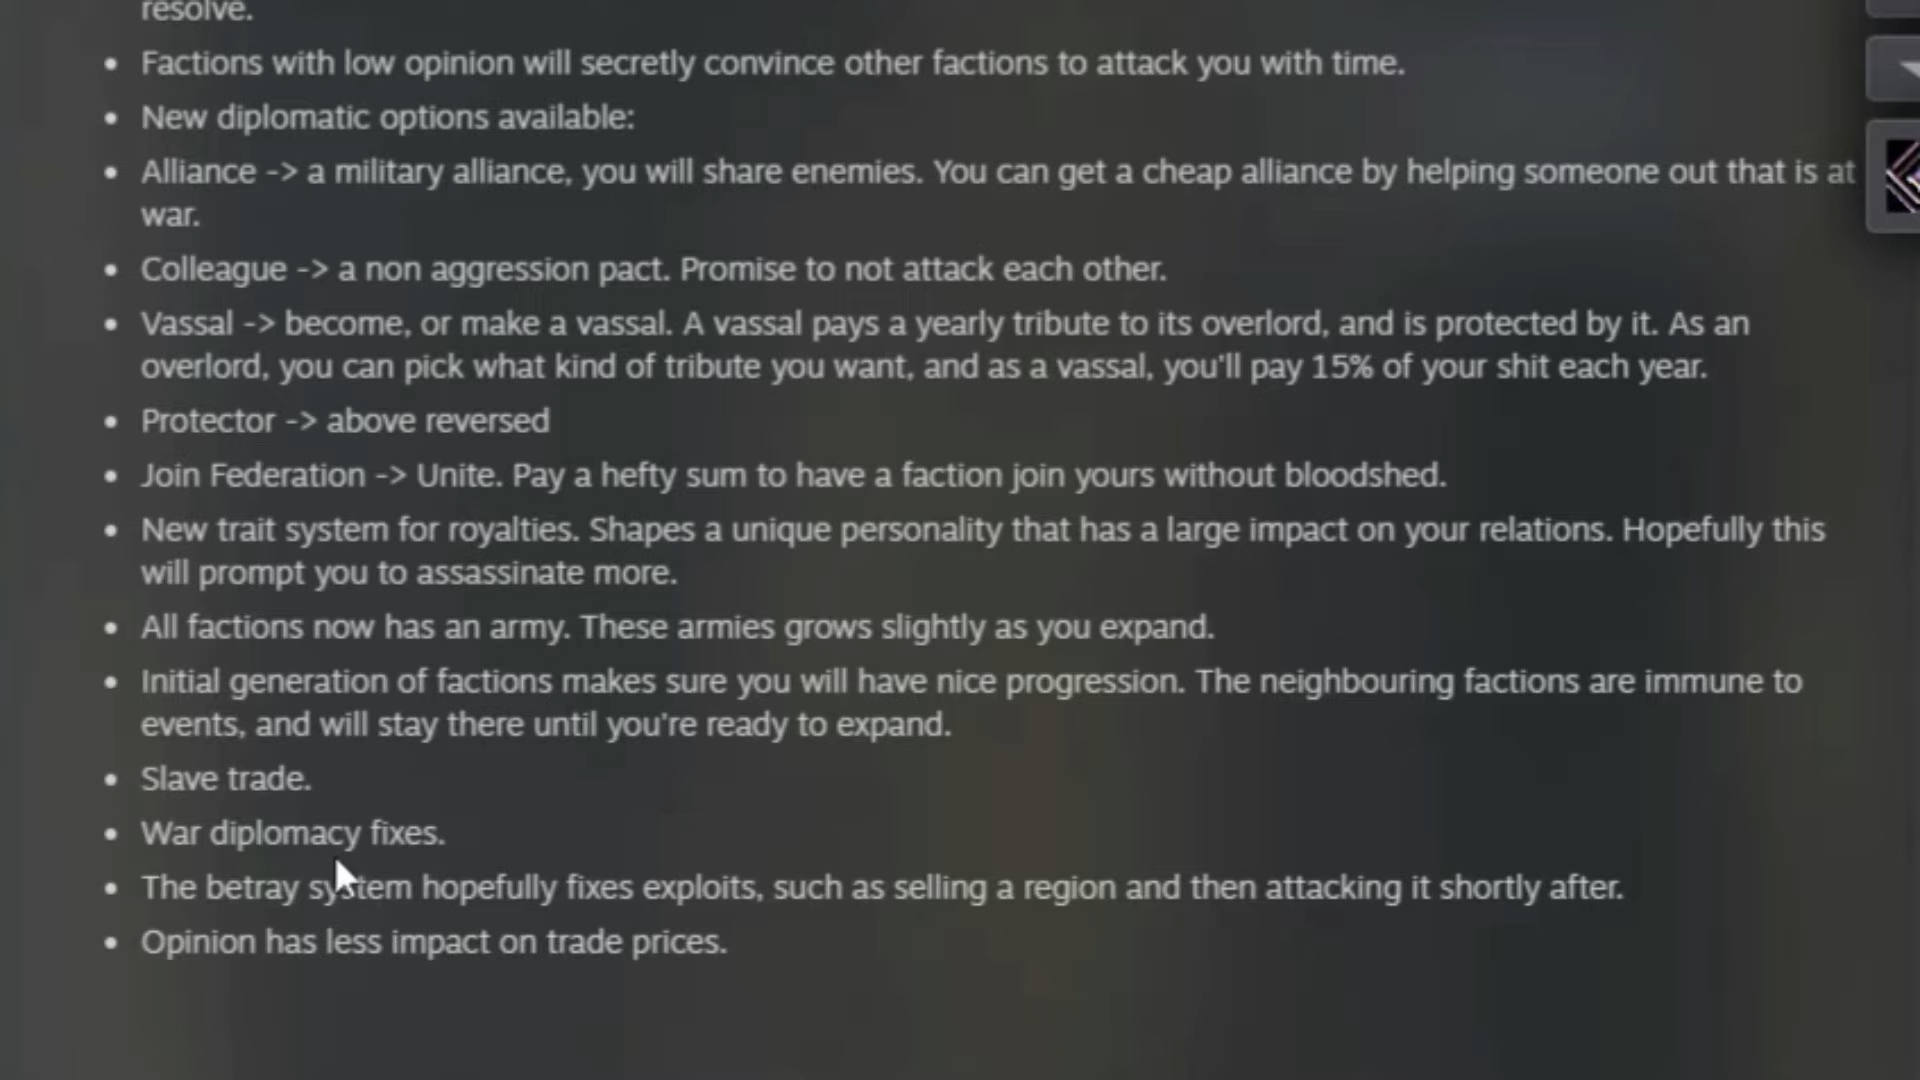 resolve.
• Factions with low opinion will secretly convince other factions to attack you with time.
• New diplomatic options available:
• Alliance -> a military alliance, you will share enemies. You can get a cheap alliance by helping someone out that is at
war.
• Colleague -> a non aggression pact. Promise to not attack each other.
• Vassal -> become, or make a vassal. A vassal pays a yearly tribute to its overlord, and is protected by it. As an
overlord, you can pick what kind of tribute you want, and as a vassal, you'll pay 15% of your shit each year.
• Protector -> above reversed
• Join Federation -> Unite. Pay a hefty sum to have a faction join yours without bloodshed.
• New trait system for royalties. Shapes a unique personality that has a large impact on your relations. Hopefully this
will prompt you to assassinate more.
• All factions now has an army. These armies grows slightly as you expand.
• Initial generation of factions makes sure you will have nice progression. The neighbouring factions are immune to
events, and will stay there until you're ready to expand.
• Slave trade.
• War diplomacy fixes.
• The betray system hopefully fixes exploits, such as selling a region and then attacking it shortly after.
• Opinion has less impact on trade prices.